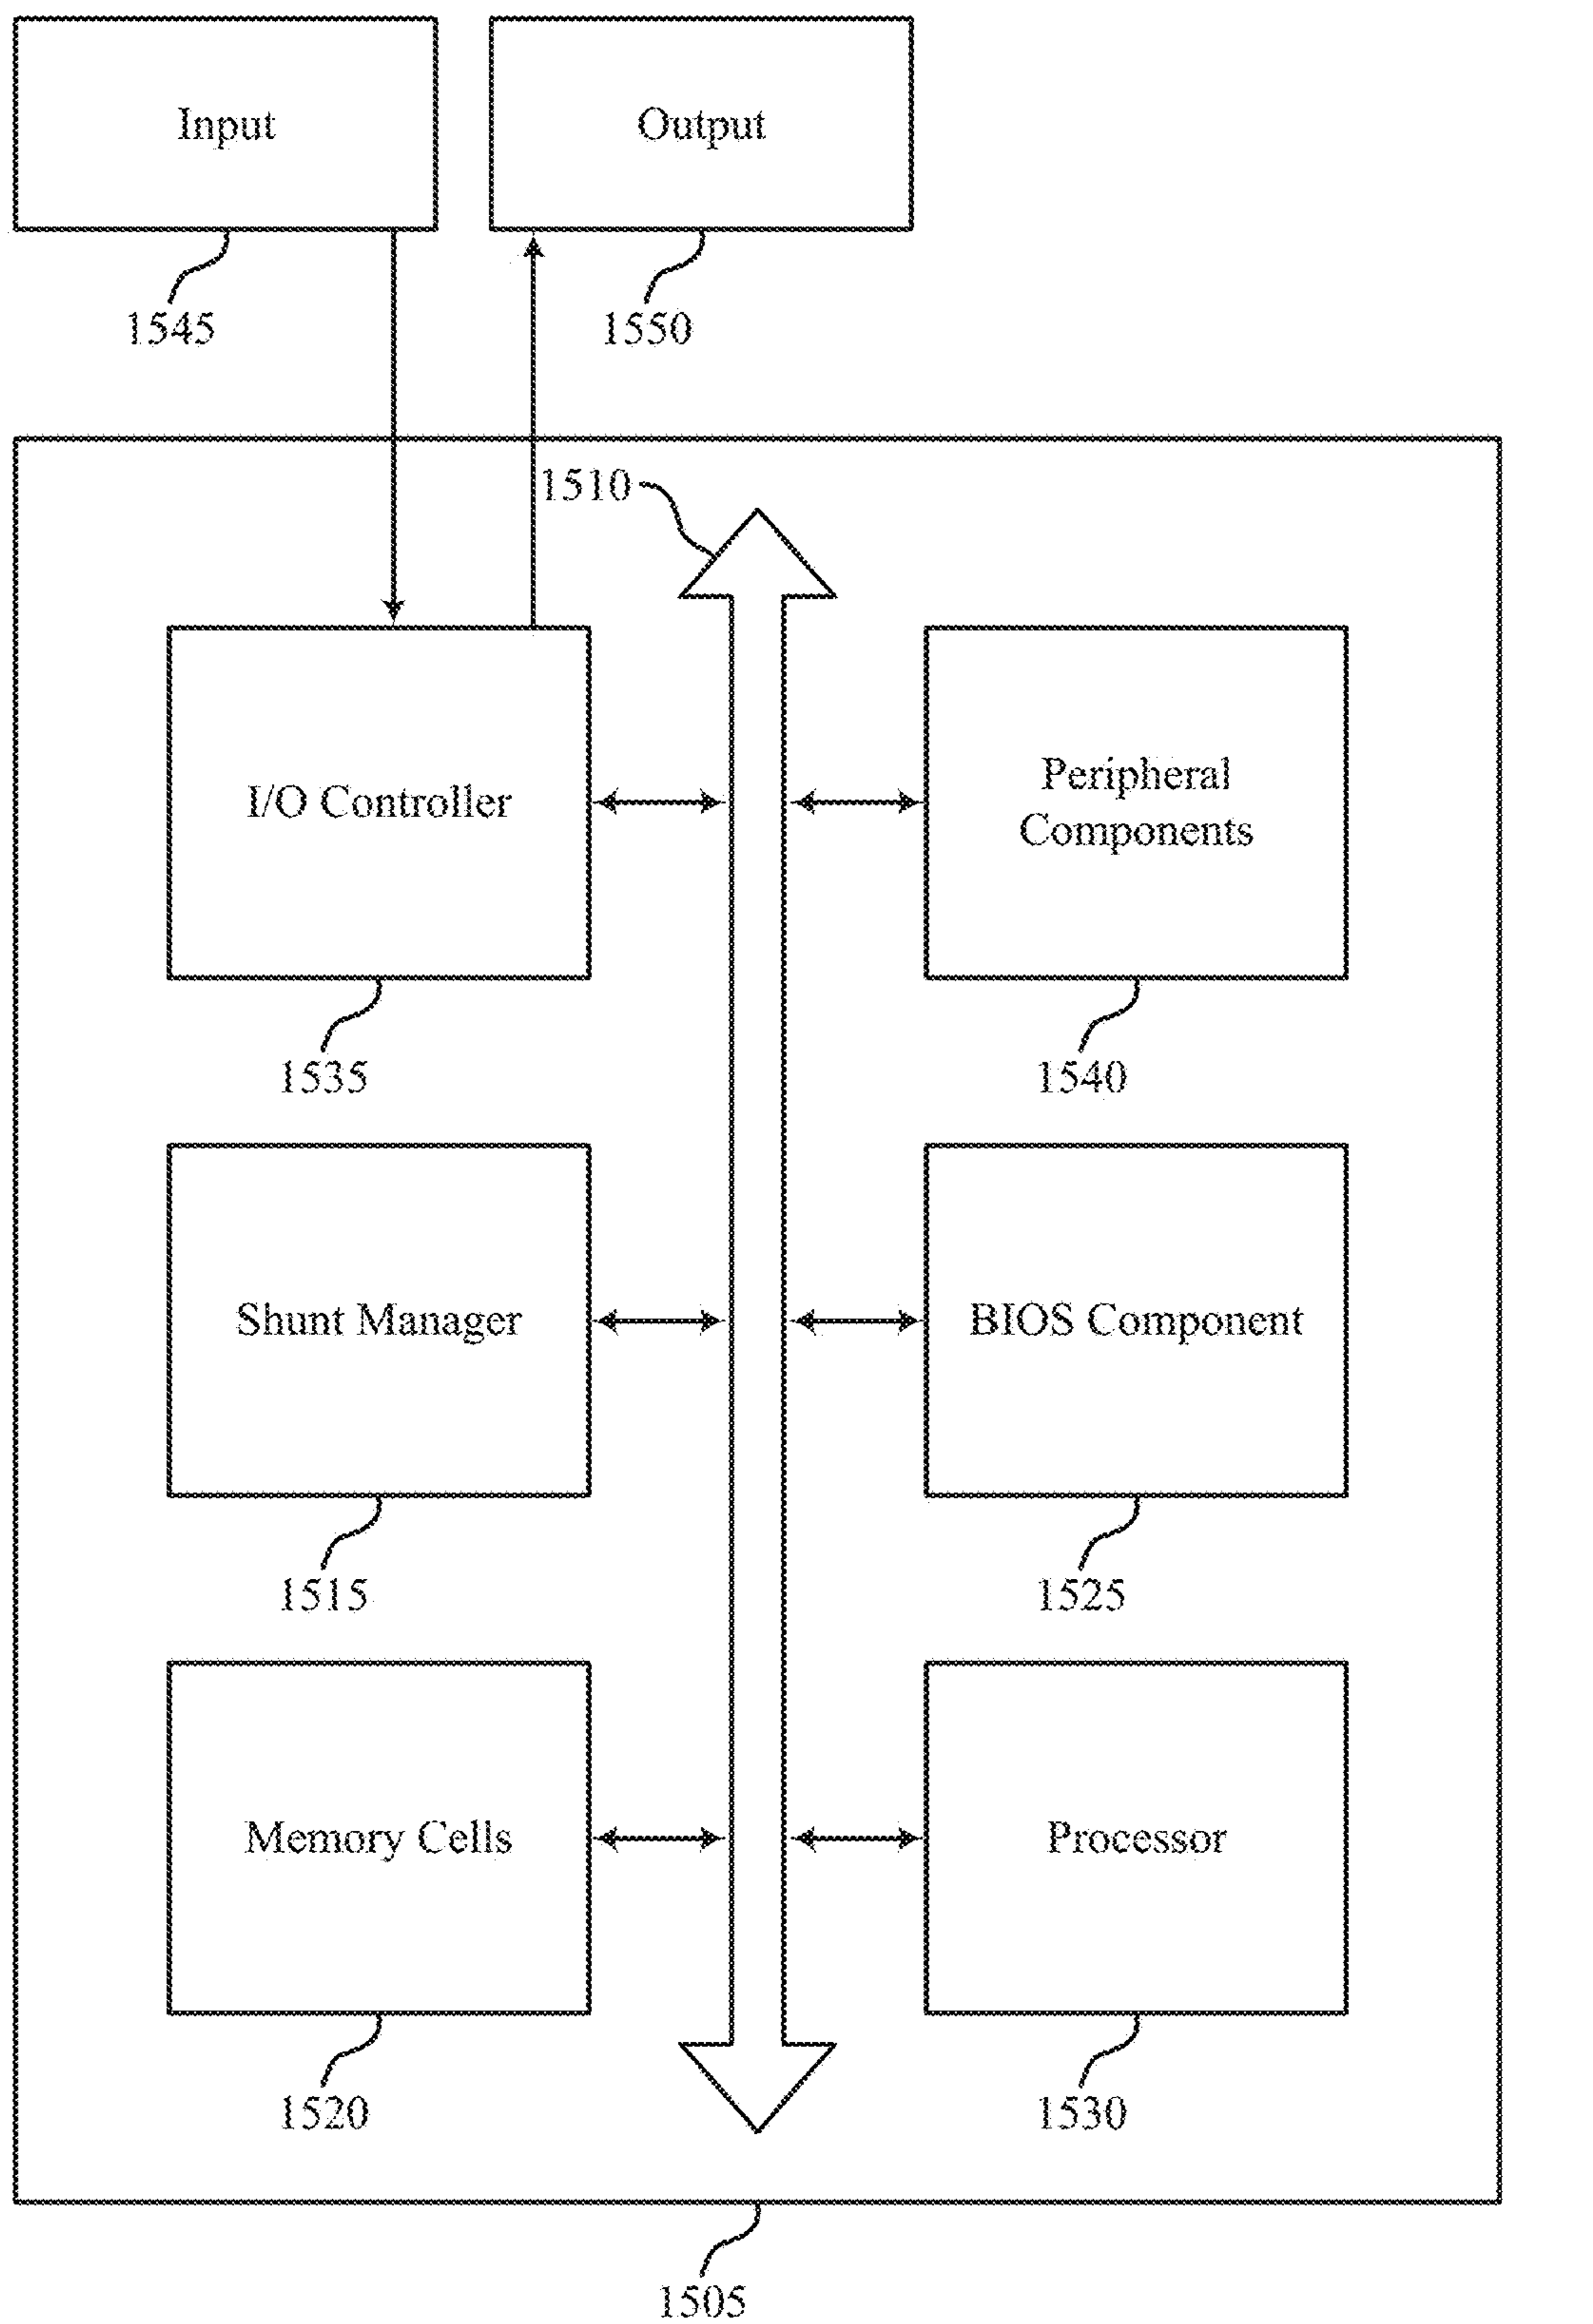 Input
Output
1545
1550
1510
I/O Controller
Peripheral
Components
1535
1540
Shunt Manager
BIOS Component
1515
1525
Memory Cells
Processor
1520
1530
1505